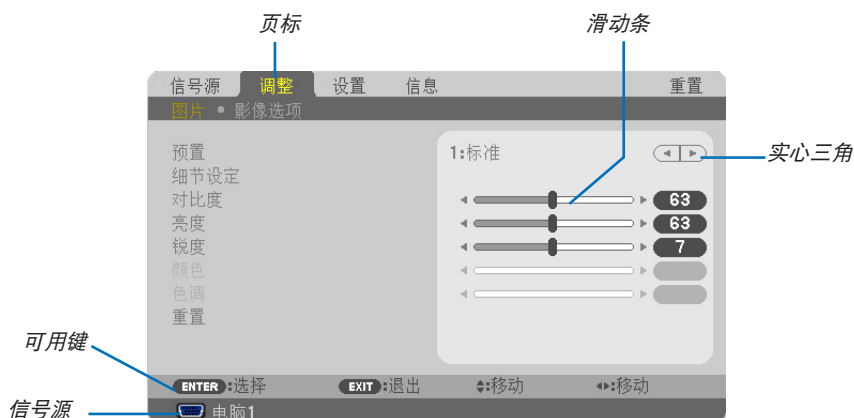 页标
滑动条
信号源 调整 设置 信息 重置
图片 • 影像选项
预置 1:标准
实心三角
细节设定
对比度 63
亮度 63
锐度 7
颜色
色调
重置
可用键
ENTER:选择 EXIT:退出 :移动 :移动
信号源
电脑1